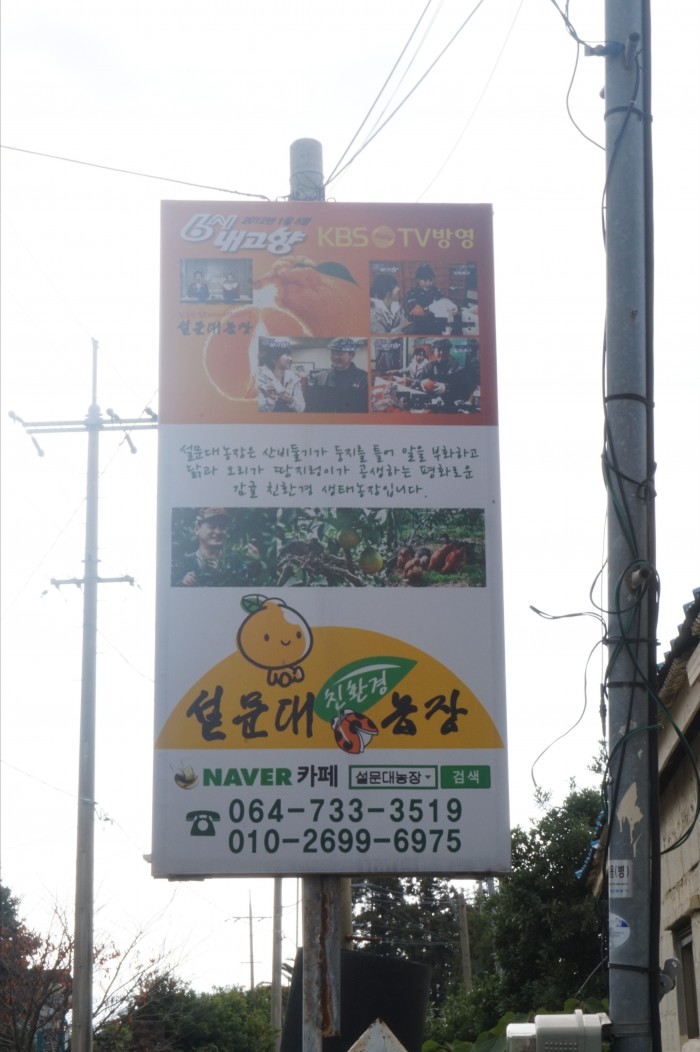 6시
내고향
KBS TV방영
설문대농장
설문대농장은 산비둘기가 둥지를 틀어 알을 부화하고
닭과 오리가 땅지렁이가 공생하는 평화로운
감귤 친환경 생태농장입니다.
설문대 친환경 농장
NAVER 카페 설문대농장 검색
064-733-3519
010-2699-6975